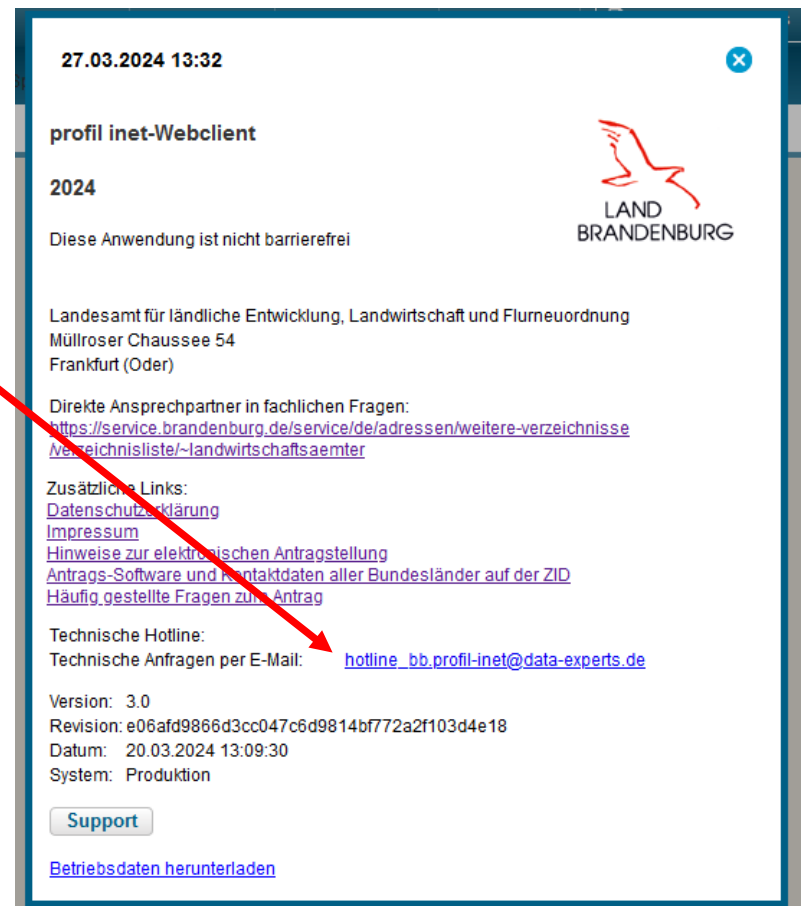 27.03.2024 13:32
profil inet-Webclient
2024
LAND
BRANDENBURG
Diese Anwendung ist nicht barrierefrei
Landesamt für ländliche Entwicklung, Landwirtschaft und Flurneuordnung
Müllroser Chaussee 54
Frankfurt (Oder)
Direkte Ansprechpartner in fachlichen Fragen:
https://service.brandenburg.de/service/de/adressen/weitere-verzeichnisse
/verzeichnisliste/~landwirtschaftsaemter
Zusätzliche Links:
Datenschutzerklärung
Impressum
Hinweise zur elektronischen Antragstellung
Antrags-Software und Kontaktdaten aller Bundesländer auf der ZID
Häufig gestellte Fragen zum Antrag
Technische Hotline:
Technische Anfragen per E-Mail: hotline_bb.profil-inet@data-experts.de
Version: 3.0
Revision: e06afd9866d3cc047c6d9814bf772a2f103d4e18
Datum: 20.03.2024 13:09:30
System: Produktion
Support
Betriebsdaten herunterladen